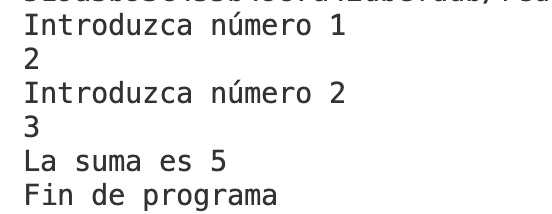 Introduzca número 1
2
Introduzca número 2
3
La suma es 5
Fin de programa